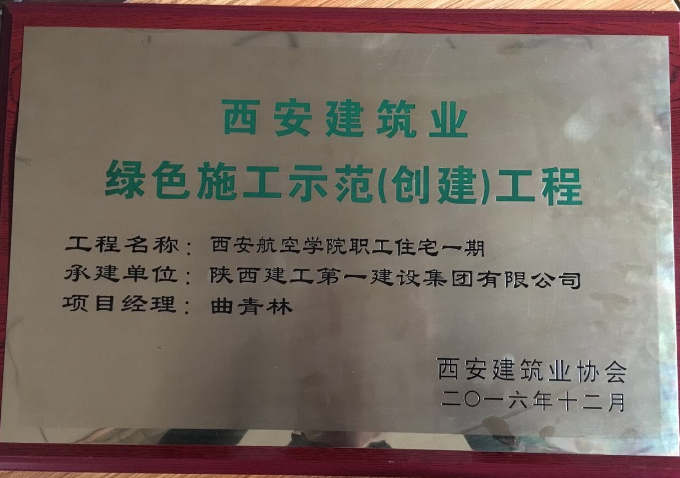 西安建筑业
绿色施工示范(创建)工程
工程名称：西安航空学院职工住宅一期
承建单位：陕西建工第一建设集团有限公司
项目经理：曲青林
西安建筑业协会
二〇一六年十二月